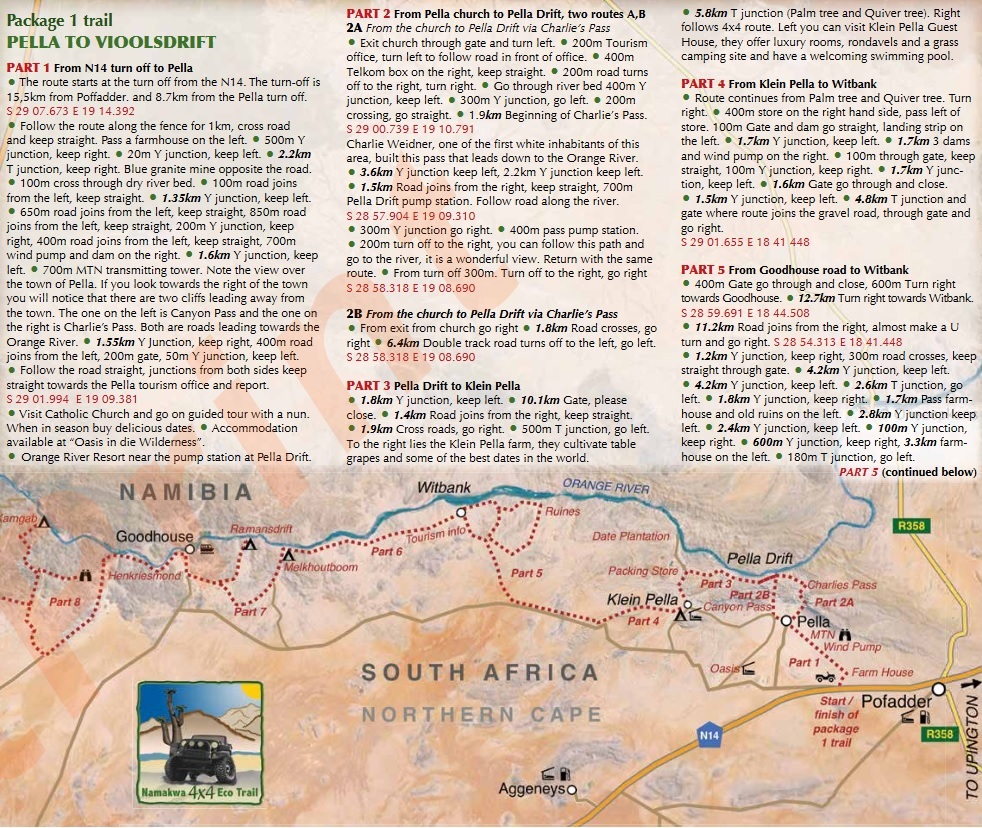 Package 1 trail
PELLA TO VIOOLSDRIFT
PART 1 From N14 turn off to Pella
• The route starts at the turn off from the N14. The turn-off is
15,5km from Poffadder. and 8.7km from the Pella turn off.
S 29 07.673 E 19 14.392
• Follow the route along the fence for 1km, cross road
and keep straight. Pass a farmhouse on the left. • 500m Y
junction, keep right. • 20m Y junction, keep left. • 2.2km
T junction, keep right. Blue granite mine opposite the road.
• 100m cross through dry river bed. • 100m road joins
from the left, keep straight. • 1.35km Y junction, keep left.
• 650m road joins from the left, keep straight, 850m road
joins from the left, keep straight, 200m Y junction, keep
right, 400m road joins from the left, keep straight, 700m
wind pump and dam on the right. • 1.6km Y junction, keep
left. • 700m MTN transmitting tower. Note the view over
the town of Pella. If you look towards the right of the town
you will notice that there are two cliffs leading away from
the town. The one on the left is Canyon Pass and the one on
the right is Charlie's Pass. Both are roads leading towards the
Orange River. • 1.55km Y Junction, keep right, 400m road
joins from the left, 200m gate, 50m Y junction, keep left.
• Follow the road straight, junctions from both sides keep
straight towards the Pella tourism office and report.
S 29 01.994 E 19 09.381
• Visit Catholic Church and go on guided tour with a nun.
When in season buy delicious dates. • Accommodation
available at "Oasis in die Wilderness".
• Orange River Resort near the pump station at Pella Drift.
PART 2 From Pella church to Pella Drift, two routes A,B
2A From the church to Pella Drift via Charlie's Pass
• Exit church through gate and turn left. • 200m Tourism
office, turn left to follow road in front of office. • 400m
Telkom box on the right, keep straight. • 200m road turns
off to the right, turn right. • Go through river bed 400m Y
junction, keep left. • 300m Y junction, go left. • 200m
crossing, go straight. • 1.9km Beginning of Charlie's Pass.
S 29 00.739 E 19 10.791
Charlie Weidner, one of the first white inhabitants of this
area, built this pass that leads down to the Orange River.
• 3.6km Y junction keep left, 2.2km Y junction keep left.
• 1.5km Road joins from the right, keep straight, 700m
Pella Drift pump station. Follow road along the river.
S 28 57.904 E 19 09.310
• 300m Y junction go right. • 400m pass pump station.
• 200m turn off to the right, you can follow this path and
go to the river, it is a wonderful view. Return with the same
route. • From turn off 300m. Turn off to the right, go right
S 28 58.318 E 19 08.690
2B From the church to Pella Drift via Charlie's Pass
• From exit from church go right • 1.8km Road crosses, go
right • 6.4km Double track road turns off to the left, go left.
S 28 58.318 E 19 08.690
PART 3 Pella Drift to Klein Pella
• 1.8km Y junction, keep left. • 10.1km Gate, please
close. • 1.4km Road joins from the right, keep straight.
• 1.9km Cross roads, go right. • 500m T junction, go left.
To the right lies the Klein Pella farm, they cultivate table
grapes and some of the best dates in the world.
• 5.8km T junction (Palm tree and Quiver tree). Right
follows 4x4 route. Left you can visit Klein Pella Guest
House, they offer luxury rooms, rondavels and a grass
camping site and have a welcoming swimming pool.
PART 4 From Klein Pella to Witbank
• Route continues from Palm tree and Quiver tree. Turn
right. • 400m store on the right hand side, pass left of
store. 100m Gate and dam go straight, landing strip on
the left. • 1.7km Y junction, keep left. • 1.7km 3 dams
and wind pump on the right. • 100m through gate, keep
straight, 100m Y junction, keep right. • 1.7km Y junc-
tion, keep left. • 1.6km Gate go through and close.
• 1.5km Y junction, keep left. • 4.8km T junction and
gate where route joins the gravel road, through gate and
go right.
S 29 01.655 E 18 41 448
PART 5 From Goodhouse road to Witbank
• 400m Gate go through and close, 600m Turn right
towards Goodhouse. • 12.7km Turn right towards Witbank.
S 28 59.691 E 18 44.508
• 11.2km Road joins from the right, almost make a U
turn and go right. S 28 54.313 E 18 41.448
• 1.2km Y junction, keep right, 300m road crosses, keep
straight through gate. • 4.2km Y junction, keep left.
• 4.2km Y junction, keep left. • 2.6km T junction, go
left. • 1.8km Y junction, keep right. • 1.7km Pass farm-
house and old ruins on the left. • 2.8km Y junction keep
left. • 2.4km Y junction, keep left. • 100m Y junction,
keep right. • 600m Y junction, keep right, 3.3km farm-
house on the left. • 180m T junction, go left.
PART 5 (continued below)
NAMIBIA
Witbank
ORANGE RIVER
Ramansdrift
Goodhouse
Tourism info
Ruines
R358
Date Plantation
Part 6
Melkhoutboom
Henkriesmond
Pella Drift
Packing Store
Part 5
Part 3
Part 2B
Charlies Pass
Part 8
Part 7
Klein Pella
Canyon Pass
Part 2A
Part 4
Pella
MTN
Wind Pump
Oasis
Part 1
Farm House
SOUTH AFRICA
NORTHERN CAPE
Start/
finish of
package
1 trail
Pofadder
N14
R358
TO UPINGTON
Aggeneys
Namakwa 4x4 Eco Trail